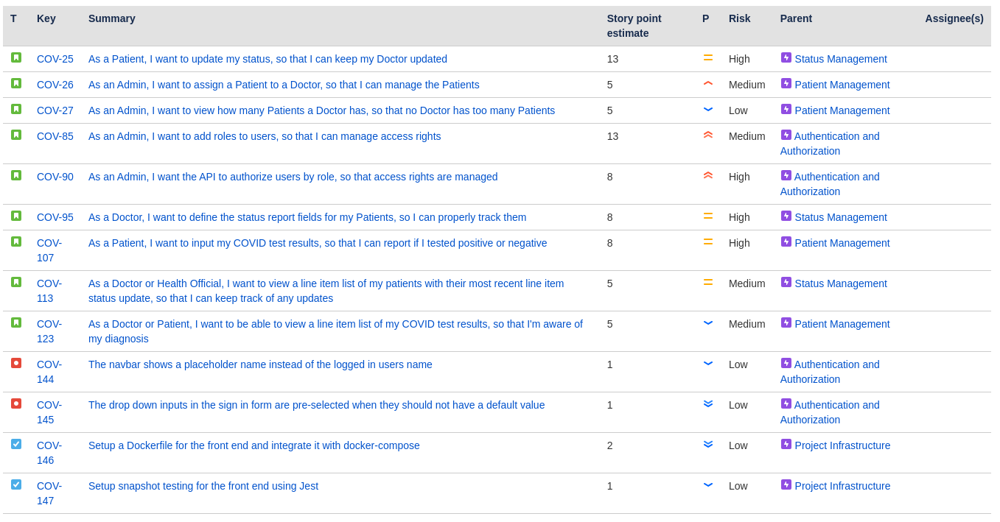 T Key Summary Story point estimate P Risk Parent Assignee(s)
COV-25 As a Patient, I want to update my status, so that I can keep my Doctor updated 13 High Status Management
COV-26 As an Admin, I want to assign a Patient to a Doctor, so that I can manage the Patients 5 Medium Patient Management
COV-27 As an Admin, I want to view how many Patients a Doctor has, so that no Doctor has too many Patients 5 Low Patient Management
COV-85 As an Admin, I want to add roles to users, so that I can manage access rights 13 Medium Authentication and
Authorization
COV-90 As an Admin, I want the API to authorize users by role, so that access rights are managed 8 High Authentication and
Authorization
COV-95 As a Doctor, I want to define the status report fields for my Patients, so I can properly track them 8 High Status Management
COV- As a Patient, I want to input my COVID test results, so that I can report if I tested positive or negative 8 High Patient Management
107
COV- As a Doctor or Health Official, I want to view a line item list of my patients with their most recent line item 5 Medium Status Management
113 status update, so that I can keep track of any updates
COV- As a Doctor or Patient, I want to be able to view a line item list of my COVID test results, so that I'm aware of 5 Medium Patient Management
123 my diagnosis
COV- The navbar shows a placeholder name instead of the logged in users name 1 Low Authentication and
144 Authorization
COV- The drop down inputs in the sign in form are pre-selected when they should not have a default value 1 Low Authentication and
145 Authorization
COV- Setup a Dockerfile for the front end and integrate it with docker-compose 2 Low Project Infrastructure
146
COV- Setup snapshot testing for the front end using Jest 1 Low Project Infrastructure
147